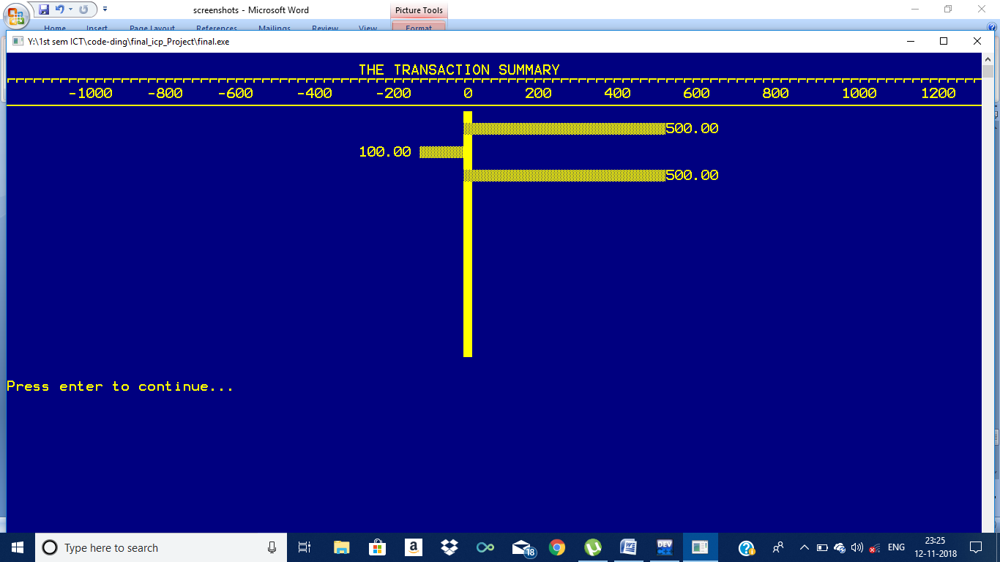 screenshots - Microsoft Word
Picture Tools
Home Insert Page Layout References Mailings Review View Format
Y:\1st sem ICT\code-ding\final_icp_Project\final.exe
THE TRANSACTION SUMMARY
-1000 -800 -600 -400 -200 0 200 400 600 800 1000 1200
500.00
100.00
500.00
Press enter to continue...
Type here to search
a
18
DEV
ENG
23:25
12-11-2018